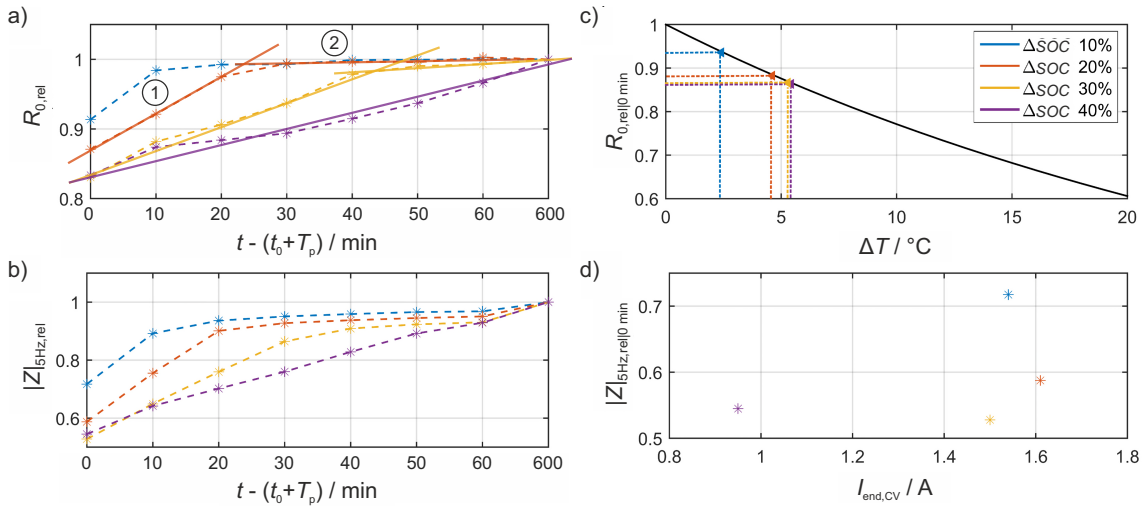 a)
R0,rel
1
0.9
0.8
1
2
0 10 20 30 40 50 60 600
t - (t0+Tp) / min
c)
R0,rel|0 min
1
0.9
0.8
0.7
0.6
ΔSOC 10%
ΔSOC 20%
ΔSOC 30%
ΔSOC 40%
0 5 10 15 20
ΔT / °C
b)
|Z|5Hz,rel
1
0.8
0.6
0 10 20 30 40 50 60 600
t - (t0+Tp) / min
d)
|Z|5Hz,rel|0 min
0.7
0.6
0.5
0.8 1 1.2 1.4 1.6 1.8
Iend,CV / A